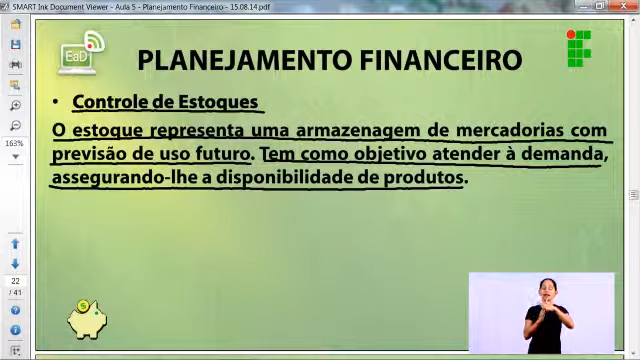 SMART Ink Document Viewer - Aula 5 - Planejamento Financeiro - 15.08.14.pdf
EaD
PLANEJAMENTO FINANCEIRO
• Controle de Estoques
O estoque representa uma armazenagem de mercadorias com
previsão de uso futuro. Tem como objetivo atender à demanda,
assegurando-lhe a disponibilidade de produtos.
163%
22
/ 41
$